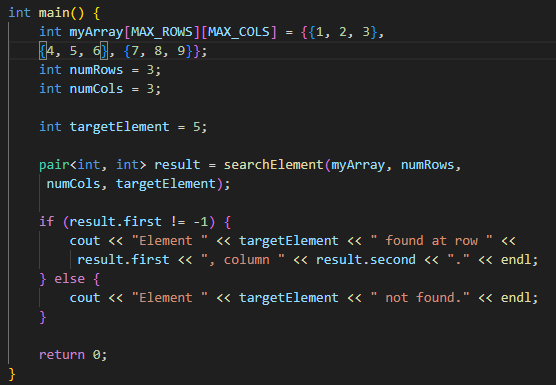 int main() {
int myArray[MAX_ROWS][MAX_COLS] = {{1, 2, 3},
{4, 5, 6}, {7, 8, 9}};
int numRows = 3;
int numCols = 3;
int targetElement = 5;
pair<int, int> result = searchElement(myArray, numRows,
numCols, targetElement);
if (result.first != -1) {
cout << "Element " << targetElement << " found at row " <<
result.first << ", column " << result.second << "." << endl;
} else {
cout << "Element " << targetElement << " not found." << endl;
}
return 0;
}